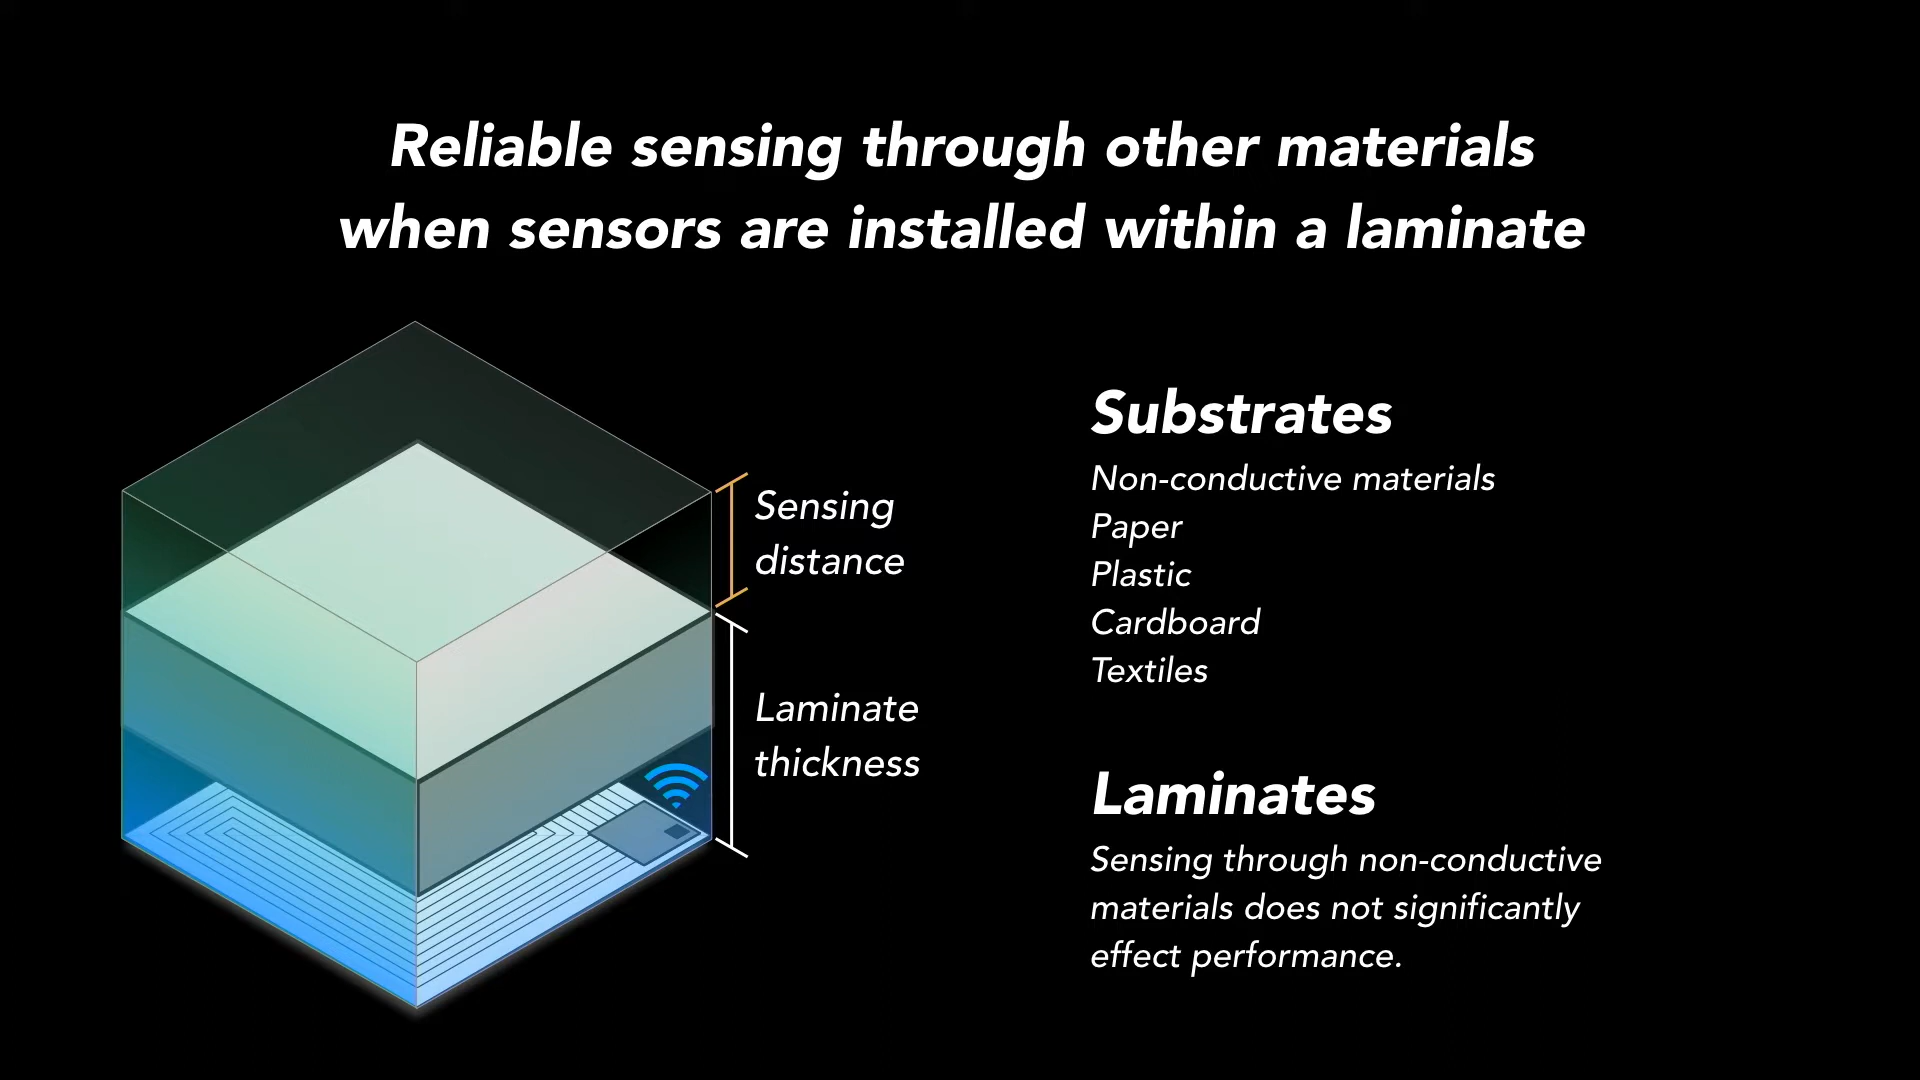 Reliable sensing through other materials
when sensors are installed within a laminate
Sensing
distance
Laminate
thickness
Substrates
Non-conductive materials
Paper
Plastic
Cardboard
Textiles
Laminates
Sensing through non-conductive
materials does not significantly
effect performance.